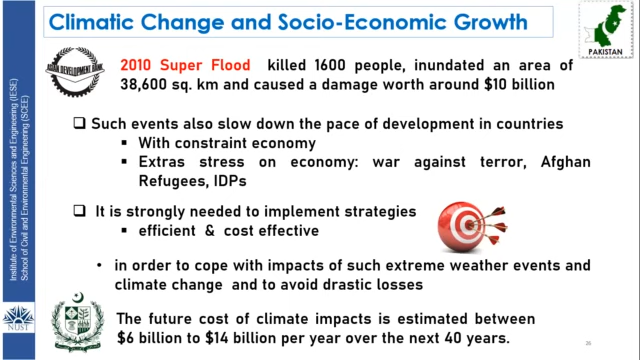 Climatic Change and Socio-Economic Growth
PAKISTAN
ASIAN DEVELOPMENT BANK
2010 Super Flood killed 1600 people, inundated an area of
38,600 sq. km and caused a damage worth around $10 billion
Such events also slow down the pace of development in countries
With constraint economy
Extras stress on economy: war against terror, Afghan
Refugees, IDPs
It is strongly needed to implement strategies
efficient & cost effective
in order to cope with impacts of such extreme weather events and
climate change and to avoid drastic losses
The future cost of climate impacts is estimated between
$6 billion to $14 billion per year over the next 40 years.
Institute of Environmental Sciences and Engineering (IESE)
School of Civil and Environmental Engineering (SCEE)
NUST